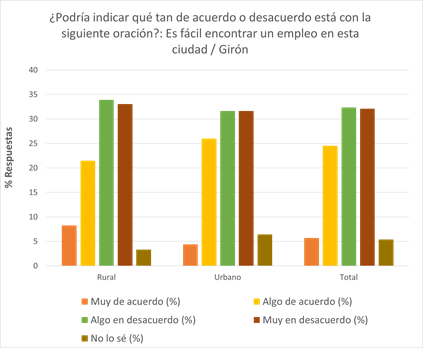 ¿Podría indicar qué tan de acuerdo o desacuerdo está con la
siguiente oración?: Es fácil encontrar un empleo en esta
ciudad / Girón
% Respuestas
40
35
30
25
20
15
10
5
0
Rural Urbano Total
Muy de acuerdo (%) Algo de acuerdo (%)
Algo en desacuerdo (%) Muy en desacuerdo (%)
No lo sé (%)